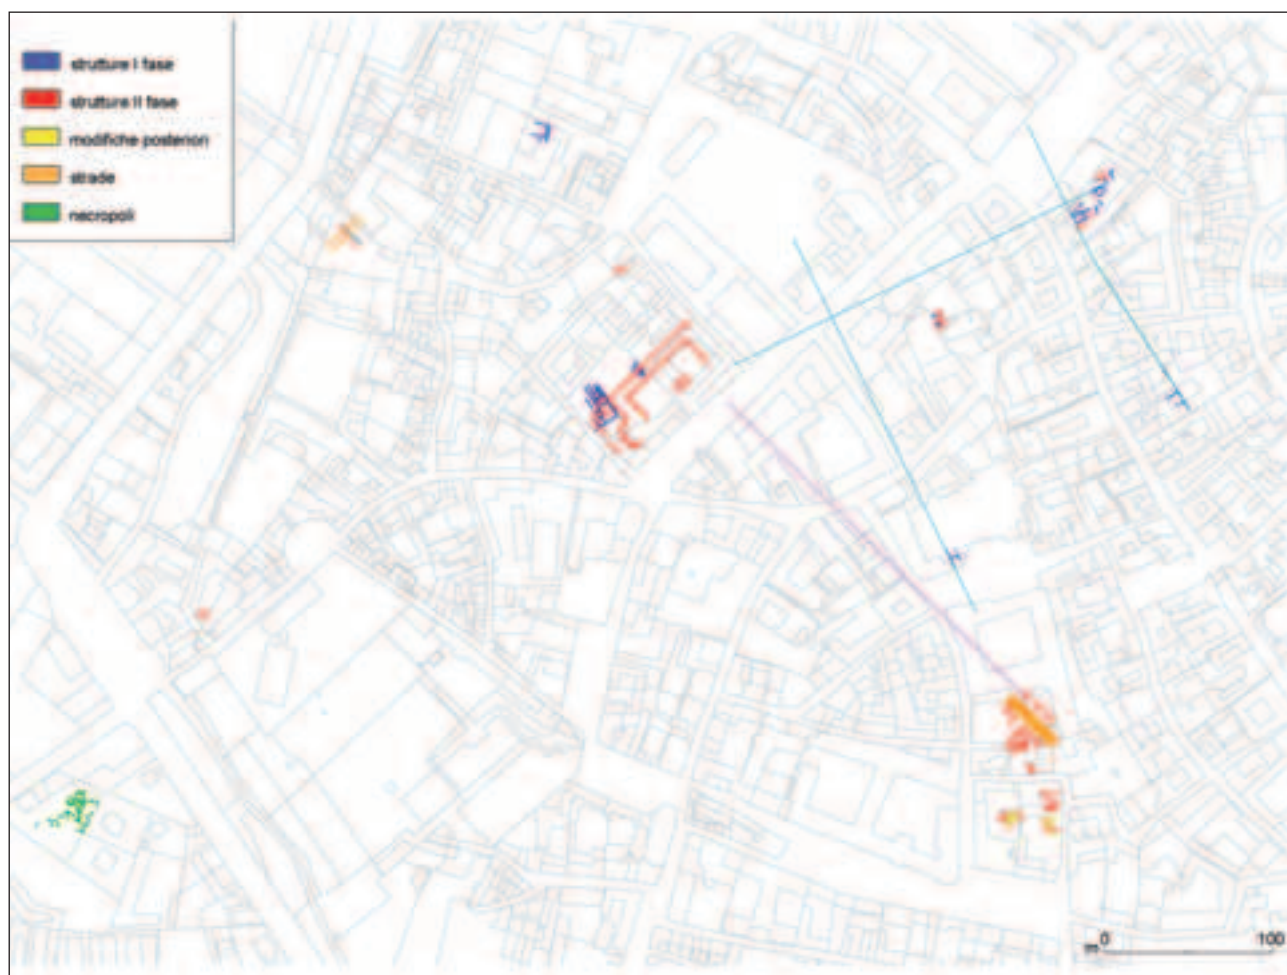 strutture I fase
strutture II fase
modifiche posteriori
strade
necropoli
m 0 100